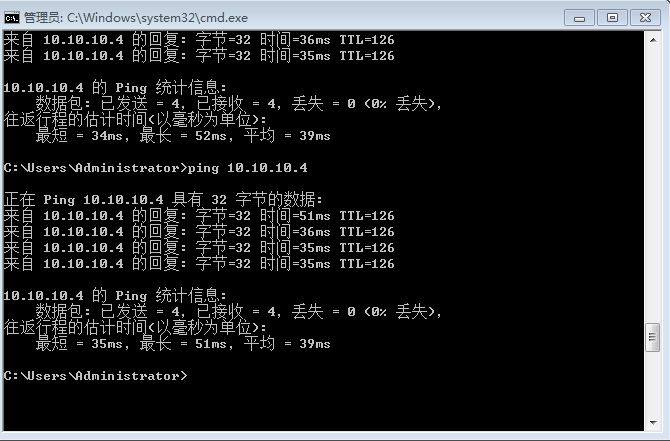 管理员: C:\Windows\system32\cmd.exe
来自 10.10.10.4 的回复: 字节=32 时间=36ms TTL=126
来自 10.10.10.4 的回复: 字节=32 时间=35ms TTL=126
10.10.10.4 的 Ping 统计信息:
数据包: 已发送 = 4, 已接收 = 4, 丢失 = 0 (0% 丢失),
往返行程的估计时间(以毫秒为单位):
最短 = 34ms, 最长 = 52ms, 平均 = 39ms
C:\Users\Administrator>ping 10.10.10.4
正在 Ping 10.10.10.4 具有 32 字节的数据:
来自 10.10.10.4 的回复: 字节=32 时间=51ms TTL=126
来自 10.10.10.4 的回复: 字节=32 时间=36ms TTL=126
来自 10.10.10.4 的回复: 字节=32 时间=35ms TTL=126
来自 10.10.10.4 的回复: 字节=32 时间=35ms TTL=126
10.10.10.4 的 Ping 统计信息:
数据包: 已发送 = 4, 已接收 = 4, 丢失 = 0 (0% 丢失),
往返行程的估计时间(以毫秒为单位):
最短 = 35ms, 最长 = 51ms, 平均 = 39ms
C:\Users\Administrator>